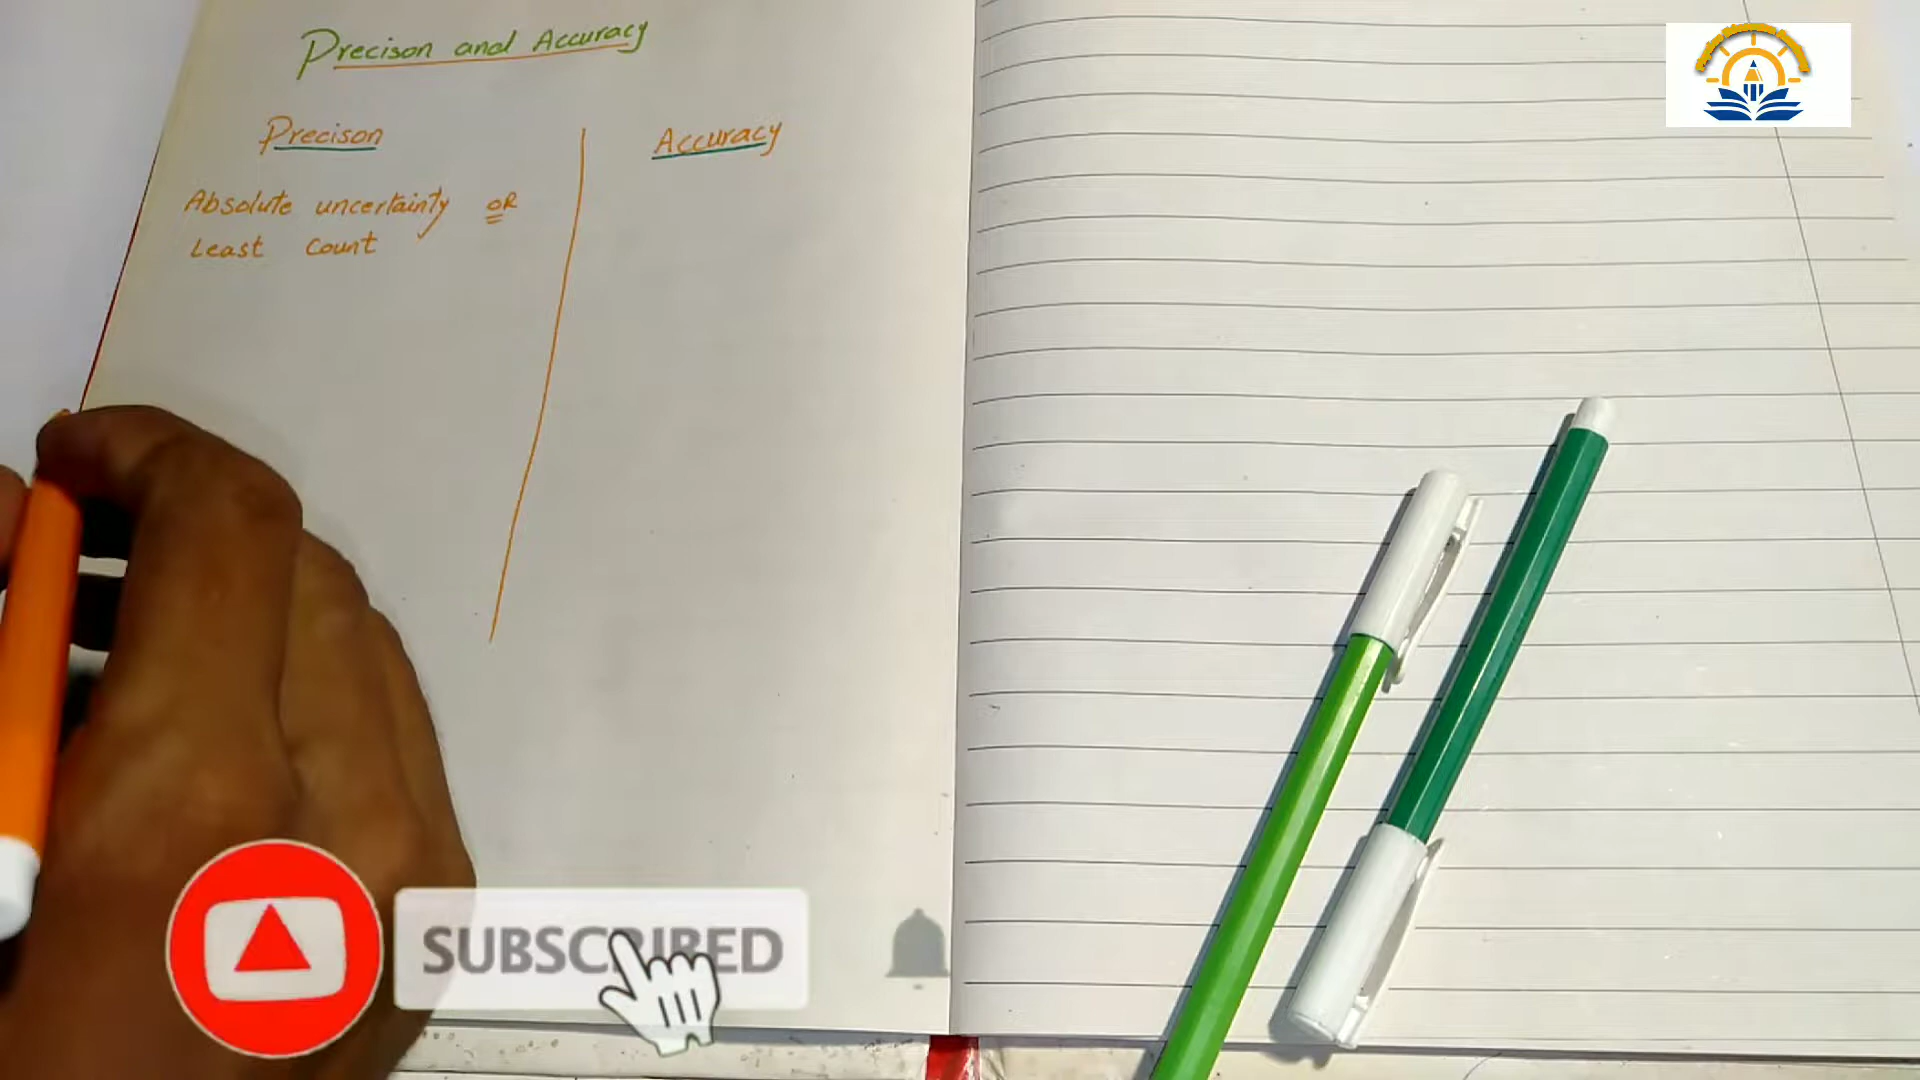 Precison and Accuracy
Precison
Accuracy
Absolute uncertainty OR
Least Count
SUBSCRIBED